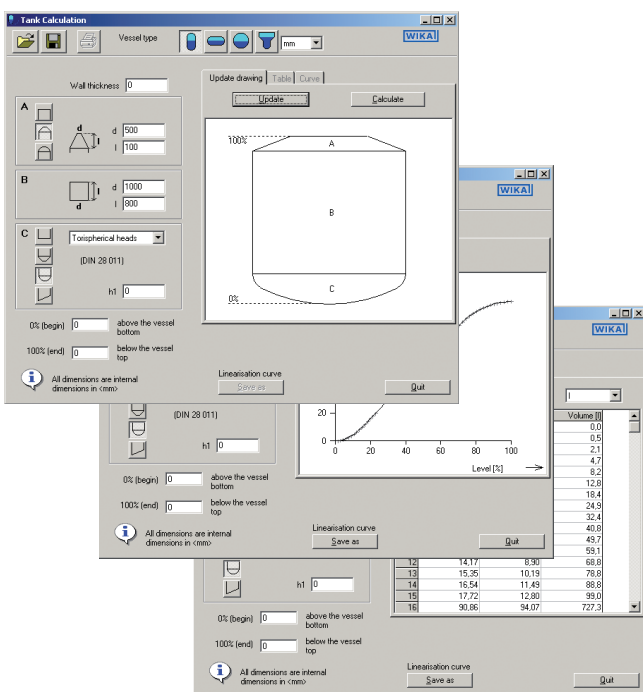 Tank Calculation
Vessel type
mm
WIKAI
Wall thickness 0
Update drawing Table Curve
Update Calculate
A
d
l
d 500
l 100
B
l
d
d 1000
l 800
C
Torispherical heads
(DIN 28 011)
h1 0
100%
A
B
C
0%
0% (begin) 0 above the vessel
bottom
100% (end) 0 below the vessel
top
i All dimensions are internal
dimensions in <mm>
Linearisation curve
Save as
Quit
WIKAI
(DIN 28 011)
h1 0
20
0
0 20 40 60 80 100
Level [%]
0% (begin) 0 above the vessel
bottom
100% (end) 0 below the vessel
top
i All dimensions are internal
dimensions in <mm>
Linearisation curve
Save as
Quit
WIKAI
l
Volume [l]
0,0
0,5
2,1
4,7
8,2
12,8
18,4
24,9
32,4
40,8
49,7
59,1
12 14,17 8,90 68,8
13 15,35 10,19 78,8
14 16,54 11,49 88,8
15 17,72 12,80 99,0
16 90,86 94,07 727,3
h1 0
0% (begin) 0 above the vessel
bottom
100% (end) 0 below the vessel
top
i All dimensions are internal
dimensions in <mm>
Linearisation curve
Save as
Quit